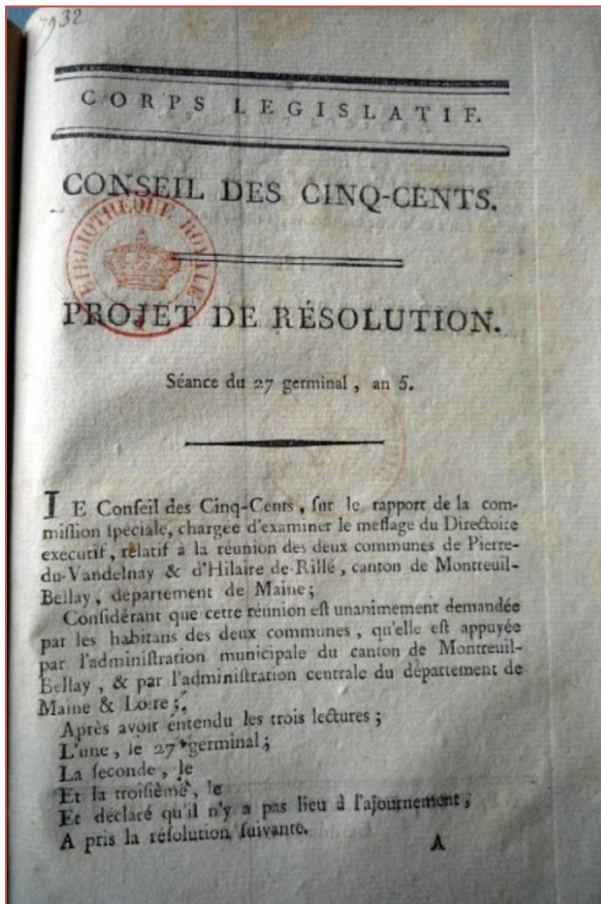 7932
CORPS LEGISLATIF.
CONSEIL DES CINQ-CENTS.
BIBLIOTHEQUE ROYALE
PROJET DE RÉSOLUTION.
Séance du 27 germinal, an 5.
LE Conseil des Cinq-Cents, sur le rapport de la com-
mission spéciale, chargée d'examiner le message du Directoire
exécutif, relatif à la réunion des deux communes de Pierre-
du-Vandelnay & d'Hilaire-de-Rillé, canton de Montreuil-
Bellay, département de Maine;
Considérant que cette réunion est unanimement demandée
par les habitans des deux communes, qu'elle est appuyée
par l'administration municipale du canton de Montreuil-
Bellay, & par l'administration centrale du département de
Maine & Loire;
Après avoir entendu les trois lectures;
L'une, le 27 germinal;
La seconde, le
Et la troisième, le
Et déclaré qu'il n'y a pas lieu à l'ajournement,
A pris la résolution suivante.
A